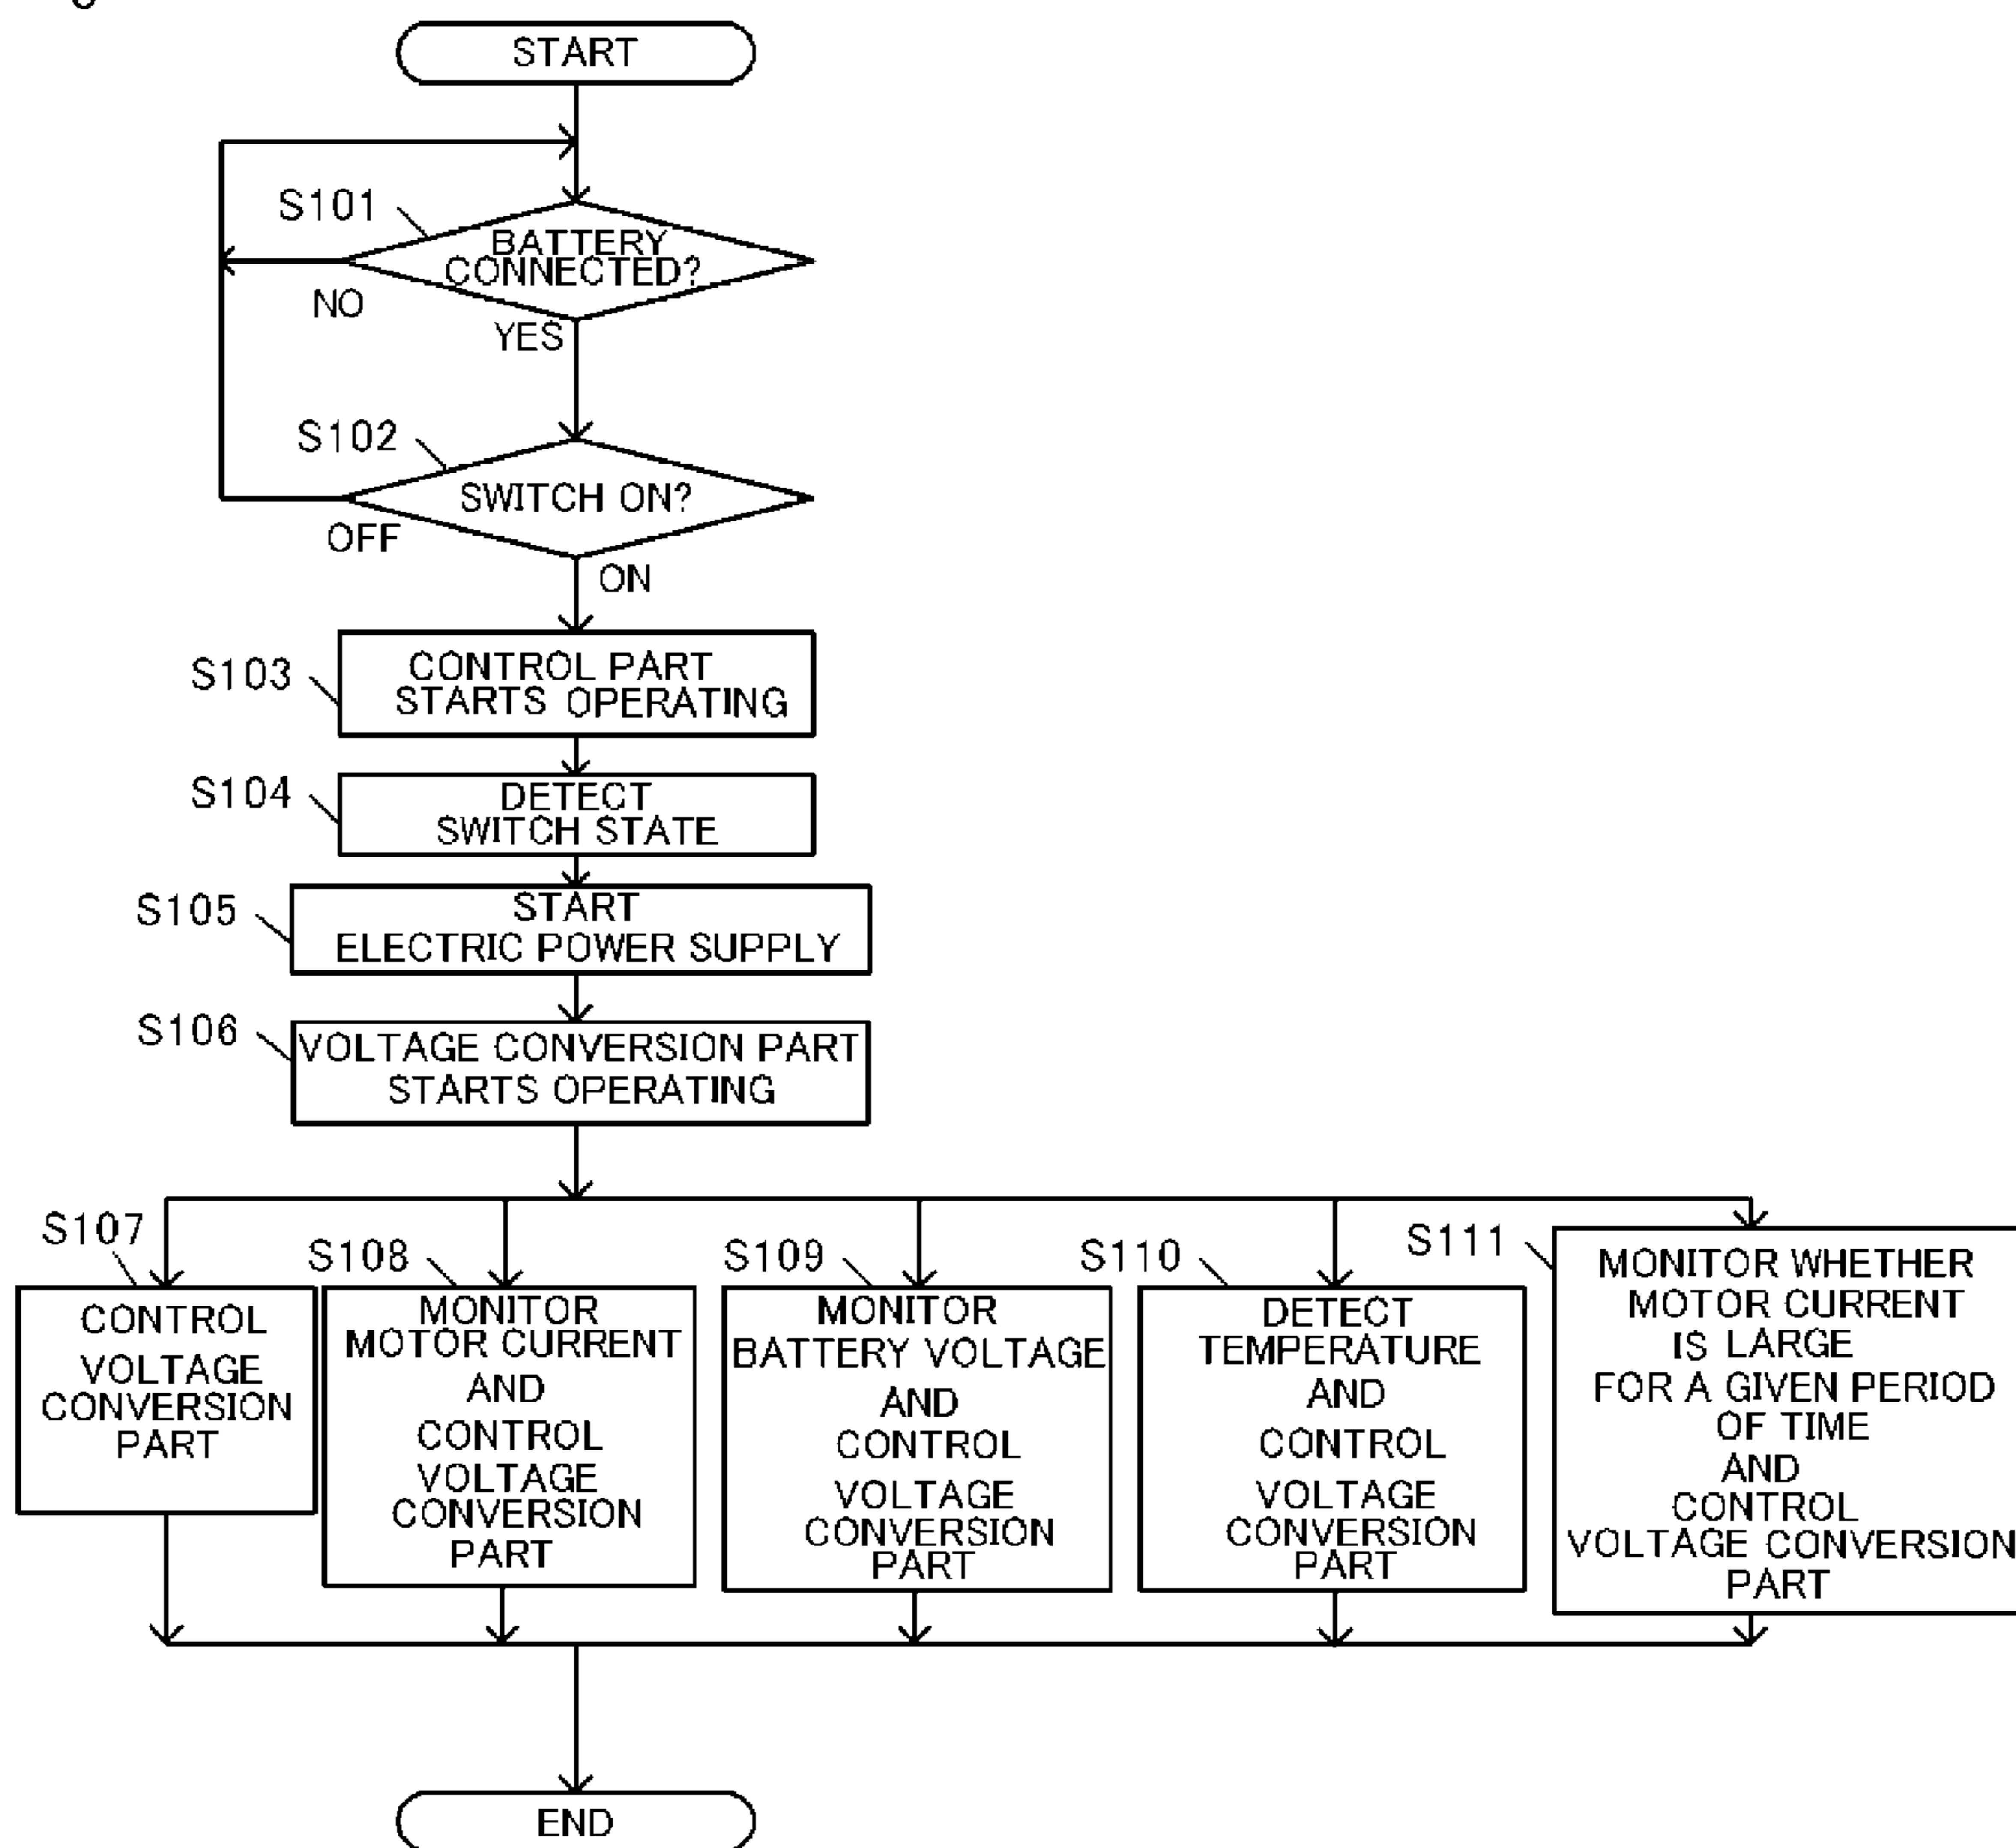 START
S101
BATTERY
CONNECTED?
NO
YES
S102
SWITCH ON?
OFF
ON
S103
CONTROL PART
STARTS OPERATING
S104
DETECT
SWITCH STATE
S105
START
ELECTRIC POWER SUPPLY
S106
VOLTAGE CONVERSION PART
STARTS OPERATING
S107
CONTROL
VOLTAGE
CONVERSION
PART
S108
MONITOR
MOTOR CURRENT
AND
CONTROL
VOLTAGE
CONVERSION
PART
S109
MONITOR
BATTERY VOLTAGE
AND
CONTROL
VOLTAGE
CONVERSION
PART
S110
DETECT
TEMPERATURE
AND
CONTROL
VOLTAGE
CONVERSION
PART
S111
MONITOR WHETHER
MOTOR CURRENT
IS LARGE
FOR A GIVEN PERIOD
OF TIME
AND
CONTROL
VOLTAGE CONVERSION
PART
END